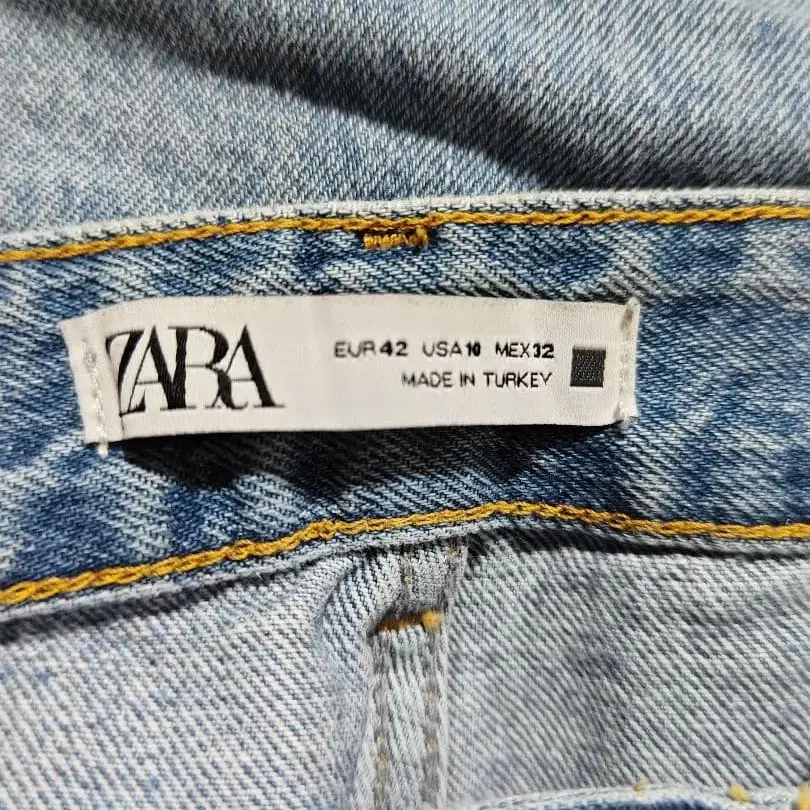 ZARA
EUR 42 USA 10 MEX 32
MADE IN TURKEY